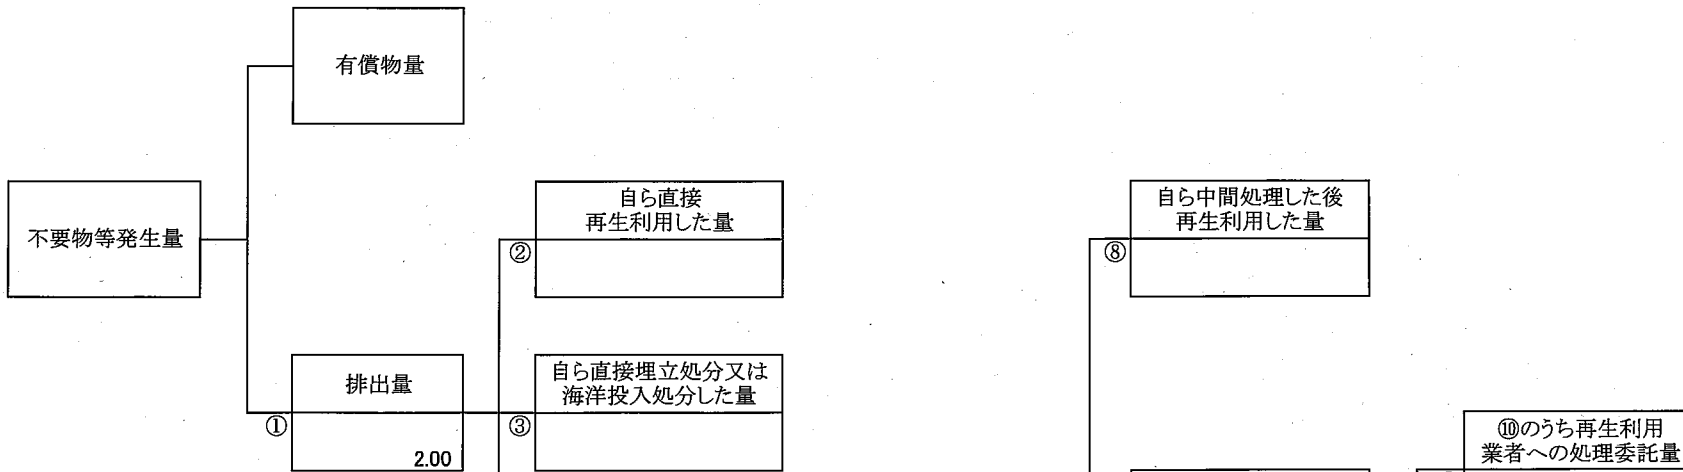 有償物量
不要物等発生量
自ら直接
再生利用した量
②
自ら中間処理した後
再生利用した量
⑧
排出量
①
2.00
自ら直接埋立処分又は
海洋投入処分した量
③
⑩のうち再生利用
業者への処理委託量